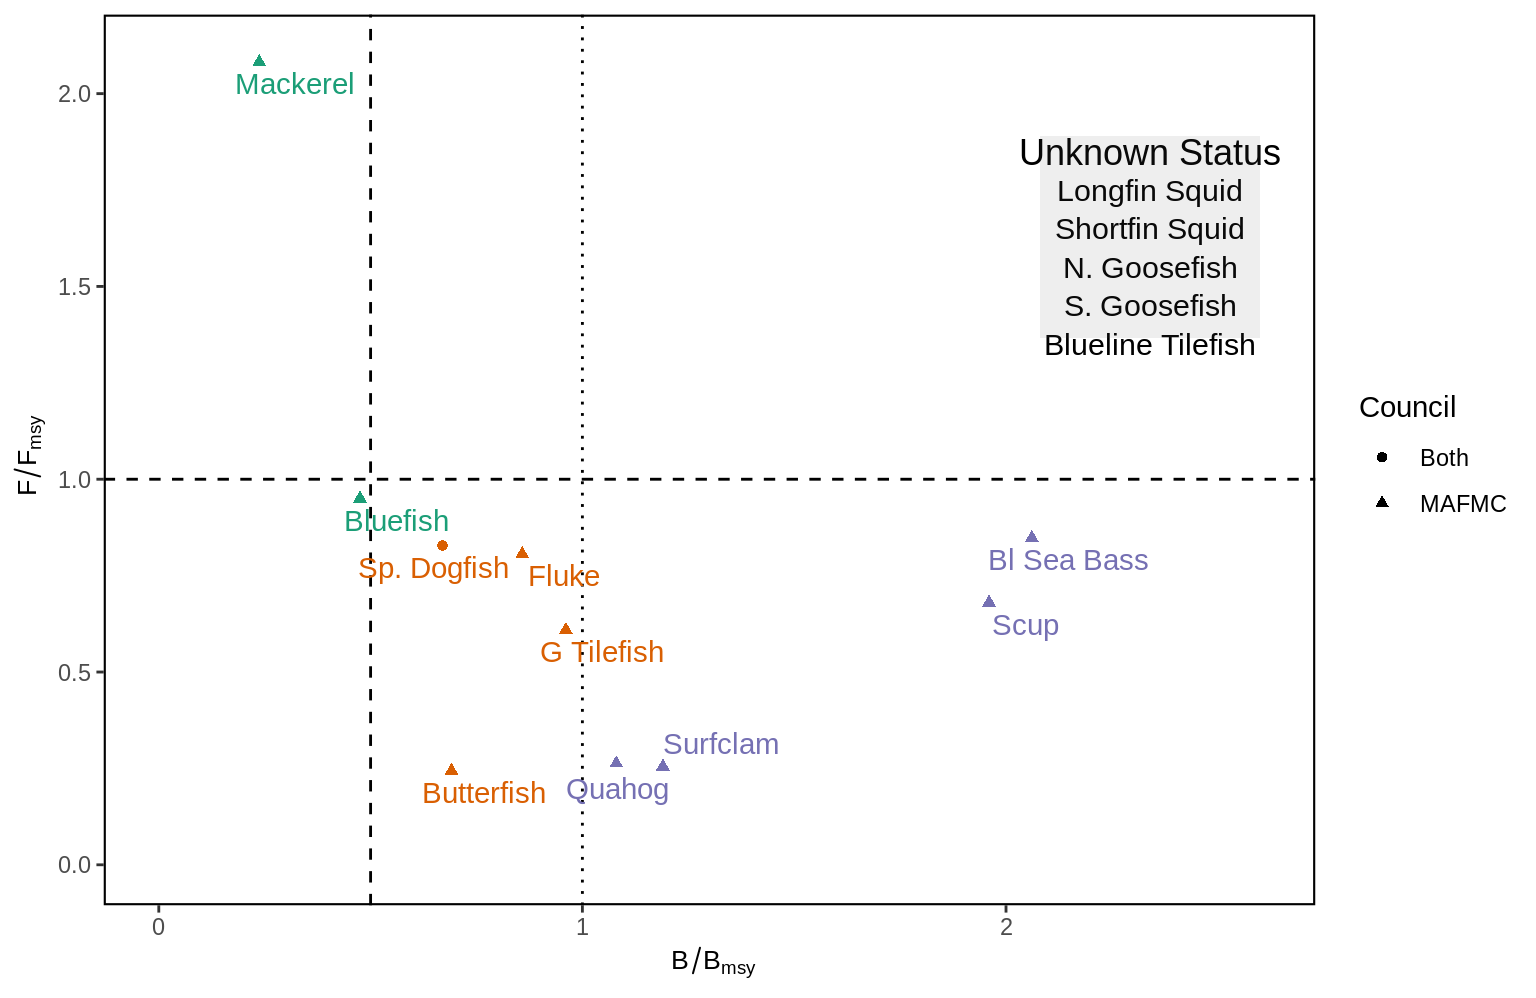 Mackerel
2.0
Unknown Status
Longfin Squid
Shortfin Squid
N. Goosefish
S. Goosefish
Blueline Tilefish
1.5
1.0
0.5
0.0
F/Fmsy
Bluefish
Sp. Dogfish
Fluke
G Tilefish
Butterfish
Quahog
Surfclam
Bl Sea Bass
Scup
0
1
2
B/Bmsy
Council
Both
MAFMC